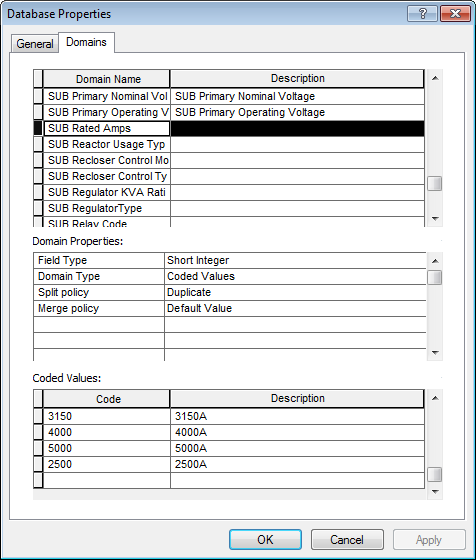 Database Properties
General Domains
Domain Name Description
SUB Primary Nominal Vol SUB Primary Nominal Voltage
SUB Primary Operating V SUB Primary Operating Voltage
SUB Rated Amps
SUB Reactor Usage Typ
SUB Recloser Control Mo
SUB Recloser Control Ty
SUB Regulator KVA Rati
SUB RegulatorType
SUB Relay Code
Domain Properties:
Field Type Short Integer
Domain Type Coded Values
Split policy Duplicate
Merge policy Default Value
Coded Values:
Code Description
3150 3150A
4000 4000A
5000 5000A
2500 2500A
OK Cancel Apply